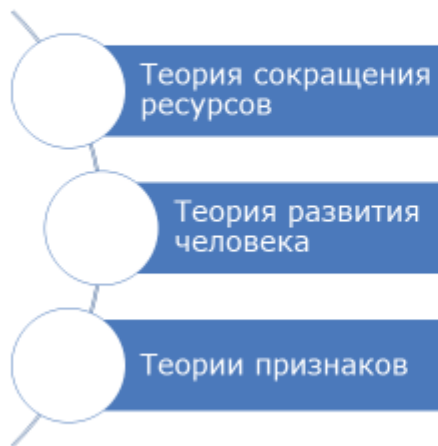 Теория сокращения
ресурсов
Теория развития
человека
Теории признаков